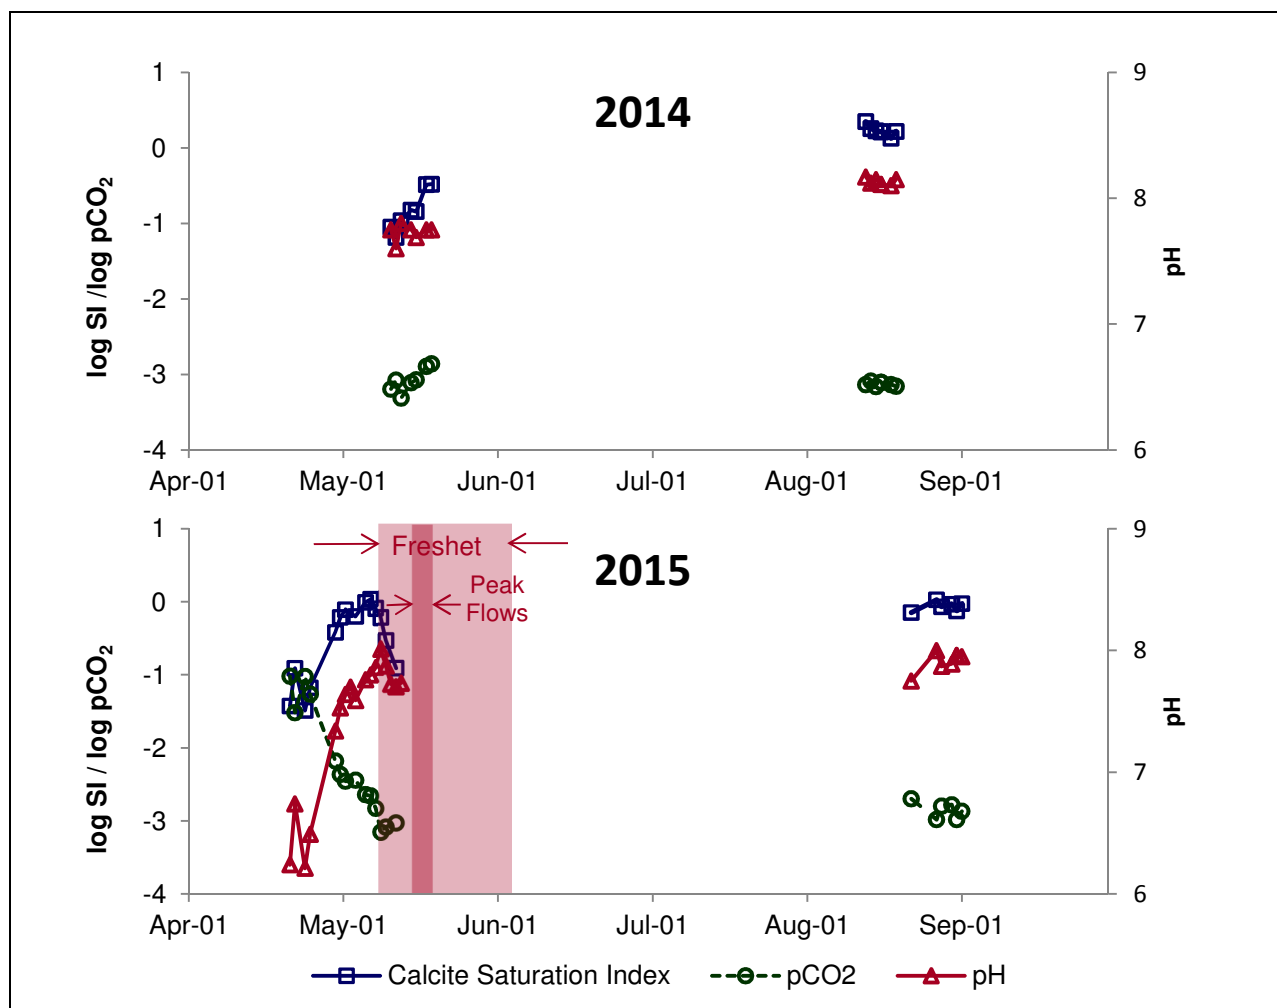 2014
1
0
-1
-2
-3
-4
log SI /log pCO2
9
8
7
6
pH
Apr-01 May-01 Jun-01 Jul-01 Aug-01 Sep-01
2015
Freshet
Peak
Flows
1
0
-1
-2
-3
-4
log SI / log pCO2
9
8
7
6
pH
Apr-01 May-01 Jun-01 Jul-01 Aug-01 Sep-01
Calcite Saturation Index pCO2 pH